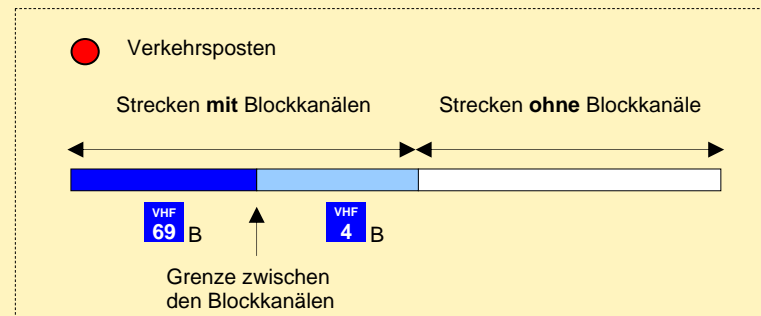 Verkehrsposten
Strecken mit Blockkanälen
Strecken ohne Blockkanäle
VHF
69 B
VHF
4 B
Grenze zwischen
den Blockkanälen